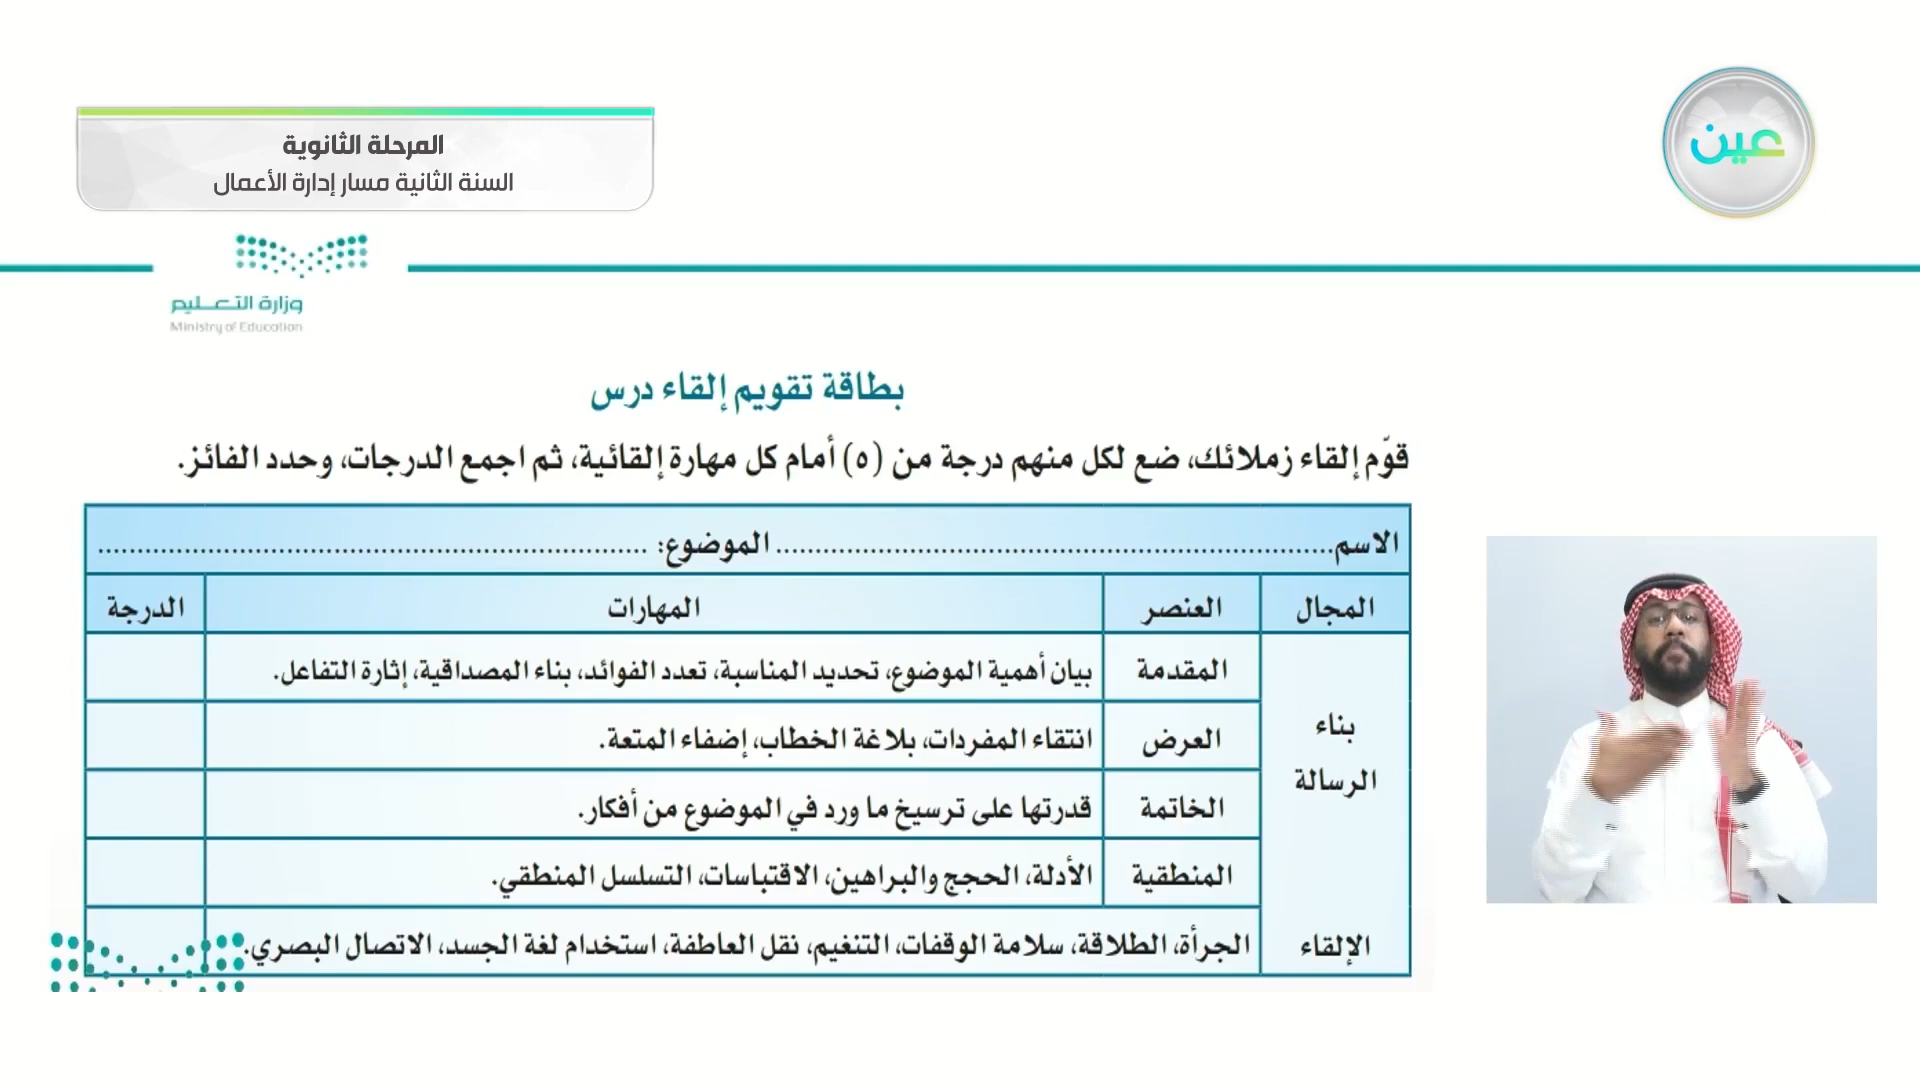 المرحلة الثانوية
السنة الثانية مسار إدارة الأعمال
عين
وزارة التعليم
Ministry of Education
بطاقة تقويم إلقاء درس
قوّم إلقاء زملائك، ضع لكل منهم درجة من (٥) أمام كل مهارة إلقائية، ثم اجمع الدرجات، وحدد الفائز.
الاسم........................................ الموضوع: ........................................
المجال العنصر المهارات الدرجة
بناء الرسالة
المقدمة بيان أهمية الموضوع، تحديد المناسبة، تعدد الفوائد، بناء المصداقية، إثارة التفاعل.
العرض انتقاء المفردات، بلاغة الخطاب، إضفاء المتعة.
الخاتمة قدرتها على ترسيخ ما ورد في الموضوع من أفكار.
المنطقية الأدلة، الحجج والبراهين، الاقتباسات، التسلسل المنطقي.
الإلقاء الجرأة، الطلاقة، سلامة الوقفات، التنغيم، نقل العاطفة، استخدام لغة الجسد، الاتصال البصري.